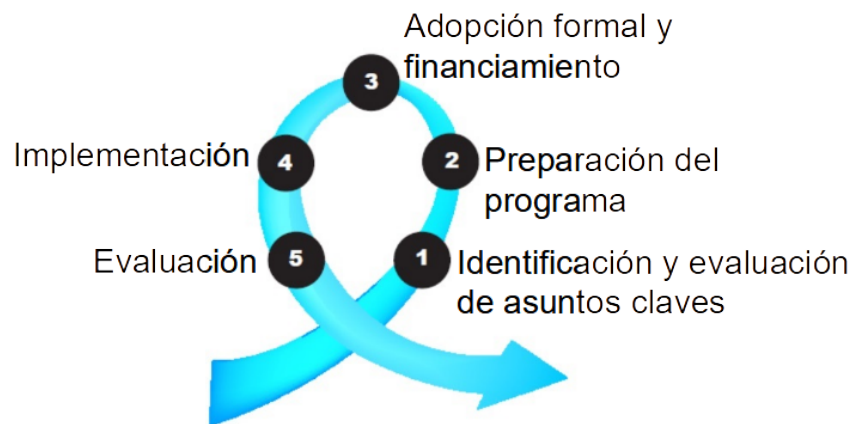 Adopción formal y
financiamiento
3
Implementación
4
2
Preparación del
programa
Evaluación
5
1
Identificación y evaluación
de asuntos claves